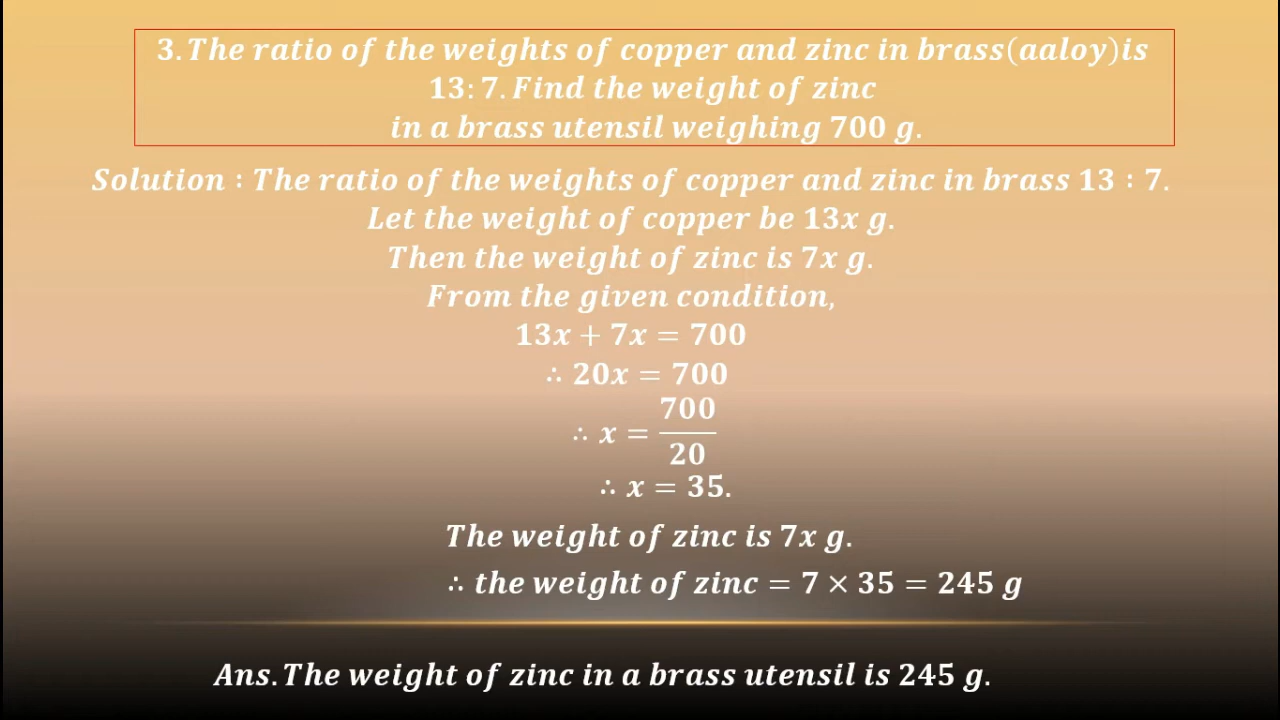 3. The ratio of the weights of copper and zinc in brass(aaloy)is
13: 7. Find the weight of zinc
in a brass utensil weighing 700 g.
Solution : The ratio of the weights of copper and zinc in brass 13 : 7.
Let the weight of copper be 13x g.
Then the weight of zinc is 7x g.
From the given condition,
13x + 7x = 700
∴ 20x = 700
∴ x = 700/20
∴ x = 35.
The weight of zinc is 7x g.
∴ the weight of zinc = 7 × 35 = 245 g
Ans. The weight of zinc in a brass utensil is 245 g.